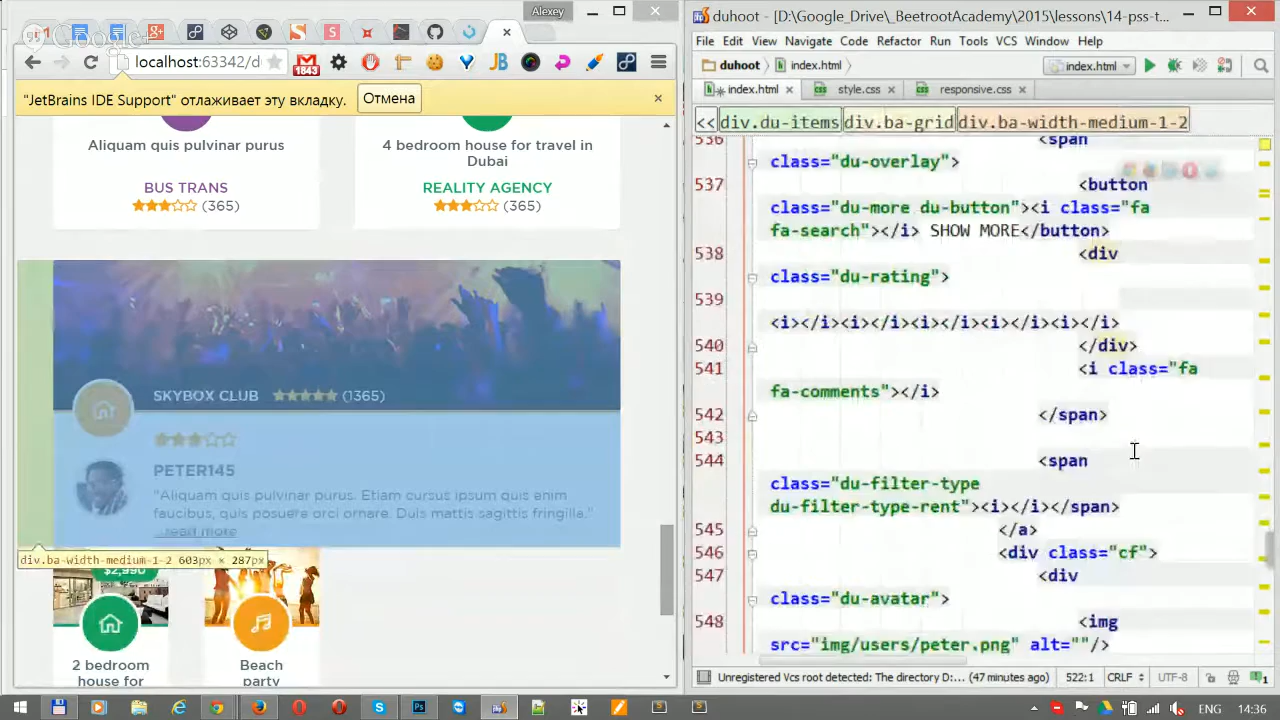 Alexey
duhoot - [D:\Google_Drive\_BeetrootAcademy\2015\lessons\14-pss-t...
Google+
localhost:63342/d
1843
JB
File Edit View Navigate Code Refactor Run Tools VCS Window Help
duhoot
index.html
index.html
"JetBrains IDE Support" отлаживает эту вкладку.
Отмена
index.html
style.css
responsive.css
<<
div.du-items
div.ba-grid
div.ba-width-medium-1-2
Aliquam quis pulvinar purus
BUS TRANS
(365)
4 bedroom house for travel in
Dubai
REALITY AGENCY
(365)
SKYBOX CLUB
(1365)
PETER145
"Aliquam quis pulvinar purus. Etiam cursus ipsum quis enim
faucibus, quis posuere orci ornare. Duis mattis sagittis fringilla."
...read more
div.ba-width-medium-1-2 603px × 287px
$2,990
2 bedroom
house for
Beach
party
536 <span
class="du-overlay">
537 <button
class="du-more du-button"><i class="fa
fa-search"></i> SHOW MORE</button>
538 <div
class="du-rating">
539
<i></i><i></i><i></i><i></i><i></i>
540 </div>
541 <i class="fa
fa-comments"></i>
542 </span>
543
544 <span
class="du-filter-type
du-filter-type-rent"><i></i></span>
545 </a>
546 <div class="cf">
547 <div
class="du-avatar">
548 <img
src="img/users/peter.png" alt=""/>
Unregistered Vcs root detected: The directory D:... (47 minutes ago)
522:1
CRLF
UTF-8
1
ENG
14:36